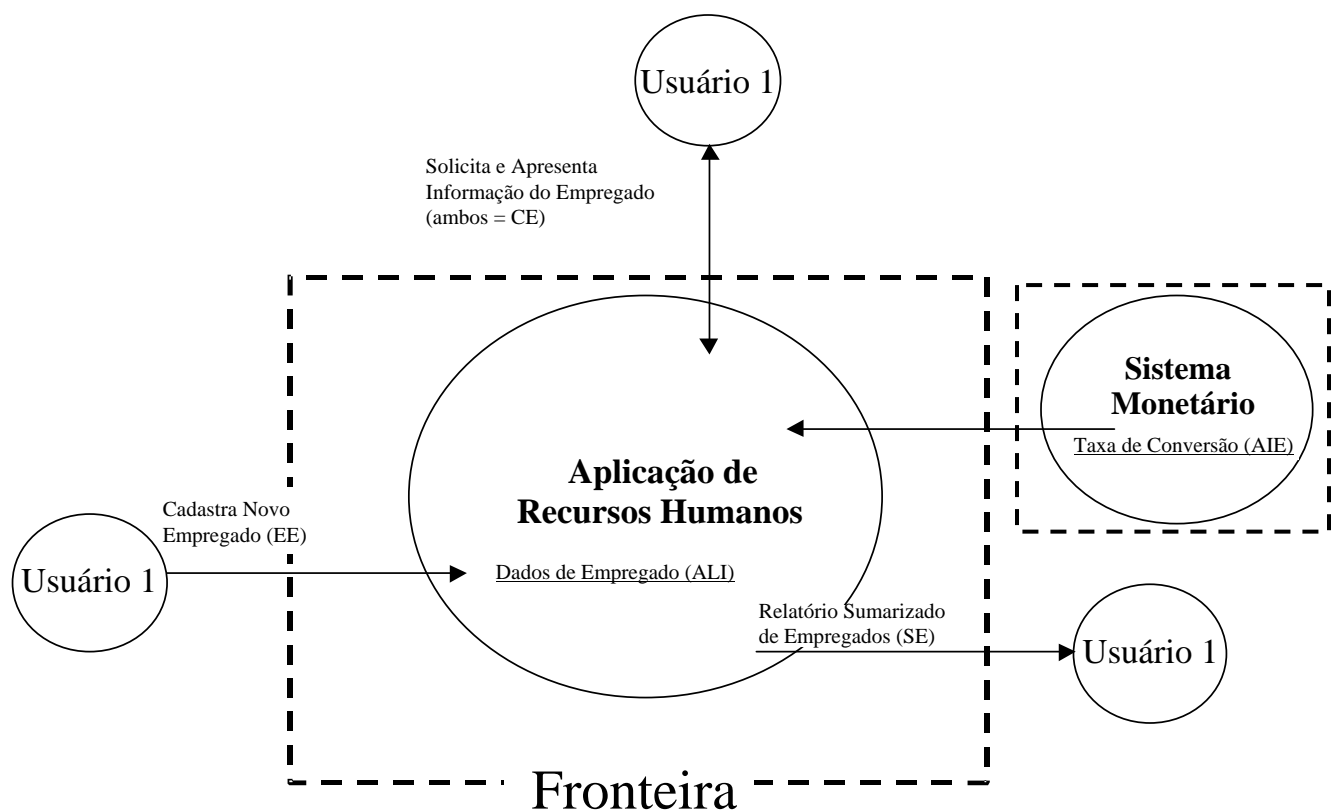 Usuário 1
Solicita e Apresenta
Informação do Empregado
(ambos = CE)
Sistema
Monetário
Taxa de Conversão (AIE)
Aplicação de
Recursos Humanos
Dados de Empregado (ALI)
Cadastra Novo
Empregado (EE)
Usuário 1
Relatório Sumarizado
de Empregados (SE)
Usuário 1
Fronteira